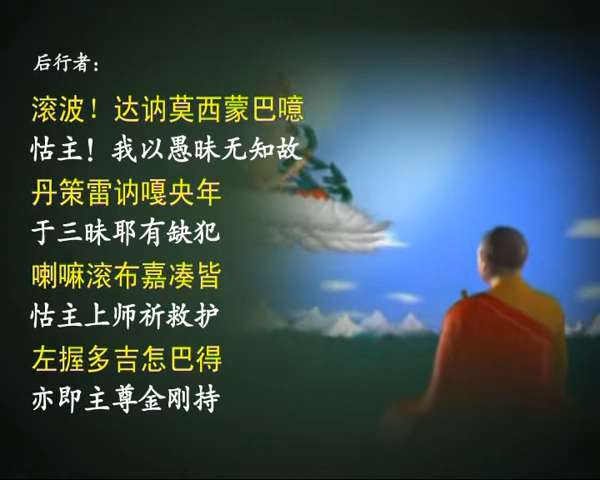 后行者：
滚波！达讷莫西蒙巴噫
怙主！我以愚昧无知故
丹策雷讷嘎央年
于三昧耶有缺犯
喇嘛滚布嘉凑皆
怙主上师祈救护
左握多吉怎巴得
亦即主尊金刚持